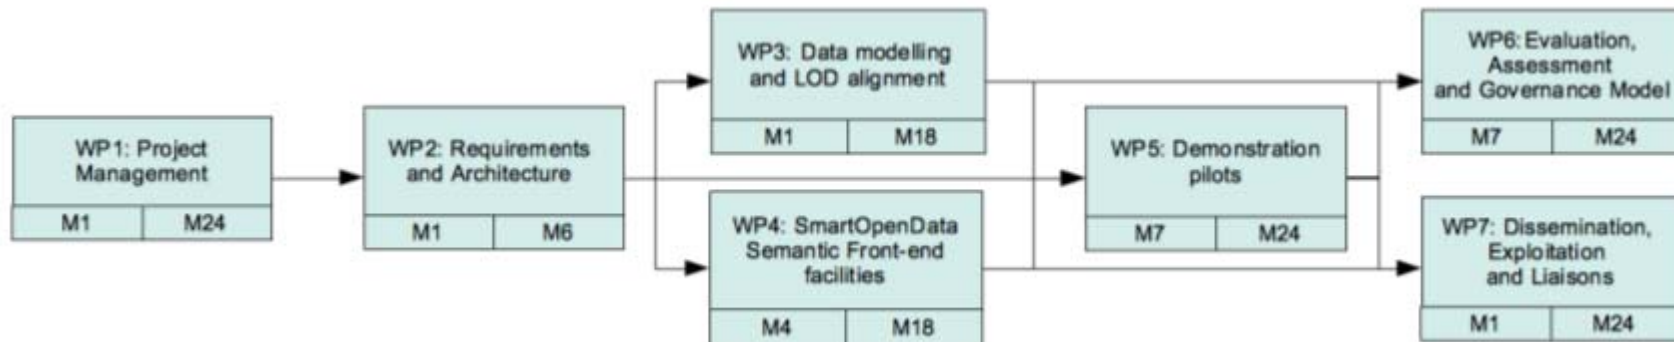 WP1: Project
Management
M1 M24
WP2: Requirements
and Architecture
M1 M6
WP3: Data modelling
and LOD alignment
M1 M18
WP4: SmartOpenData
Semantic Front-end
facilities
M4 M18
WP5: Demonstration
pilots
M7 M24
WP6: Evaluation,
Assessment
and Governance Model
M7 M24
WP7: Dissemination,
Exploitation
and Liaisons
M1 M24